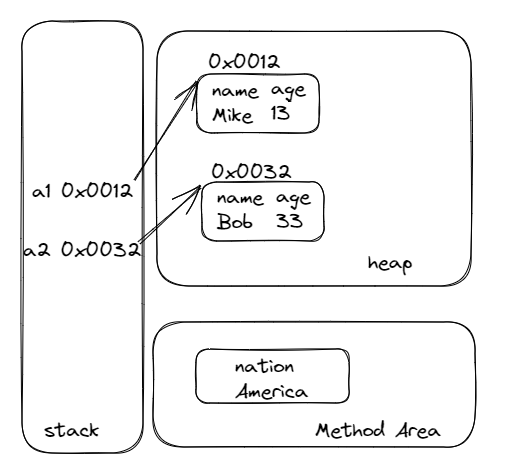 0x0012
name age
Mike 13
a1 0x0012
0x0032
name age
Bob 33
a2 0x0032
heap
nation
America
stack
Method Area